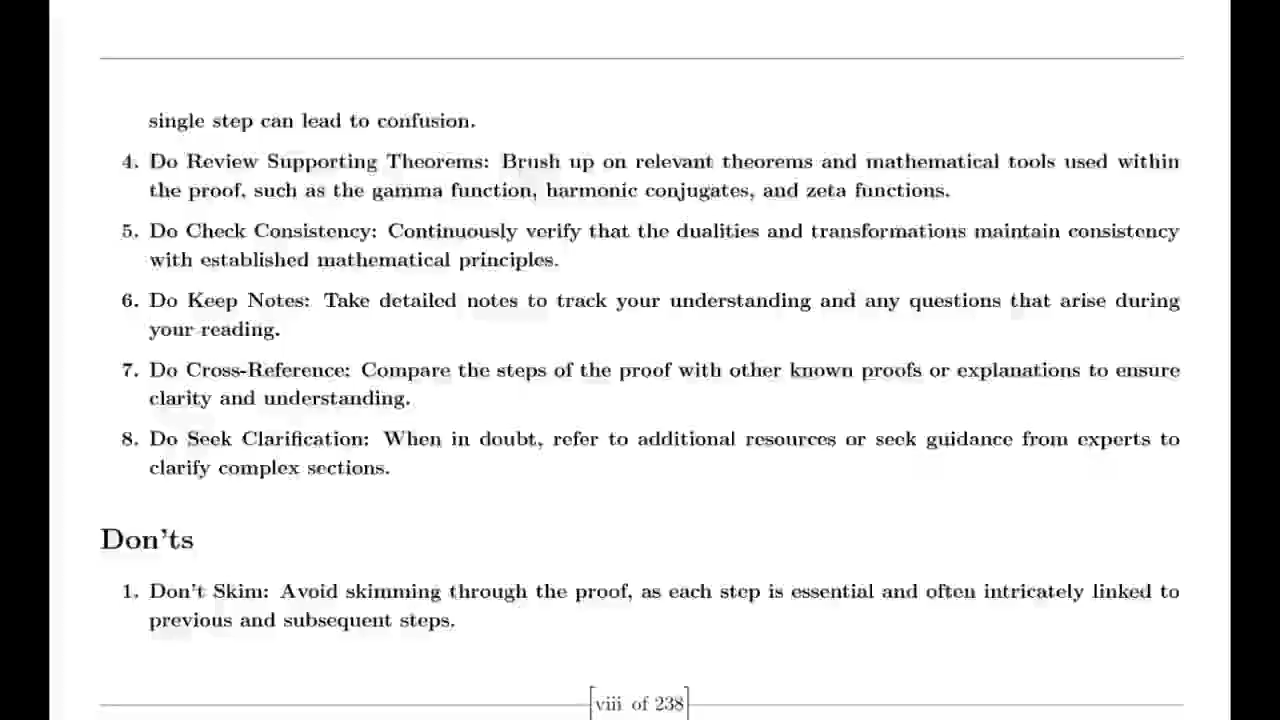 single step can lead to confusion.
4. Do Review Supporting Theorems: Brush up on relevant theorems and mathematical tools used within
the proof, such as the gamma function, harmonic conjugates, and zeta functions.
5. Do Check Consistency: Continuously verify that the dualities and transformations maintain consistency
with established mathematical principles.
6. Do Keep Notes: Take detailed notes to track your understanding and any questions that arise during
your reading.
7. Do Cross-Reference: Compare the steps of the proof with other known proofs or explanations to ensure
clarity and understanding.
8. Do Seek Clarification: When in doubt, refer to additional resources or seek guidance from experts to
clarify complex sections.
Don'ts
1. Don't Skim: Avoid skimming through the proof, as each step is essential and often intricately linked to
previous and subsequent steps.
viii of 238